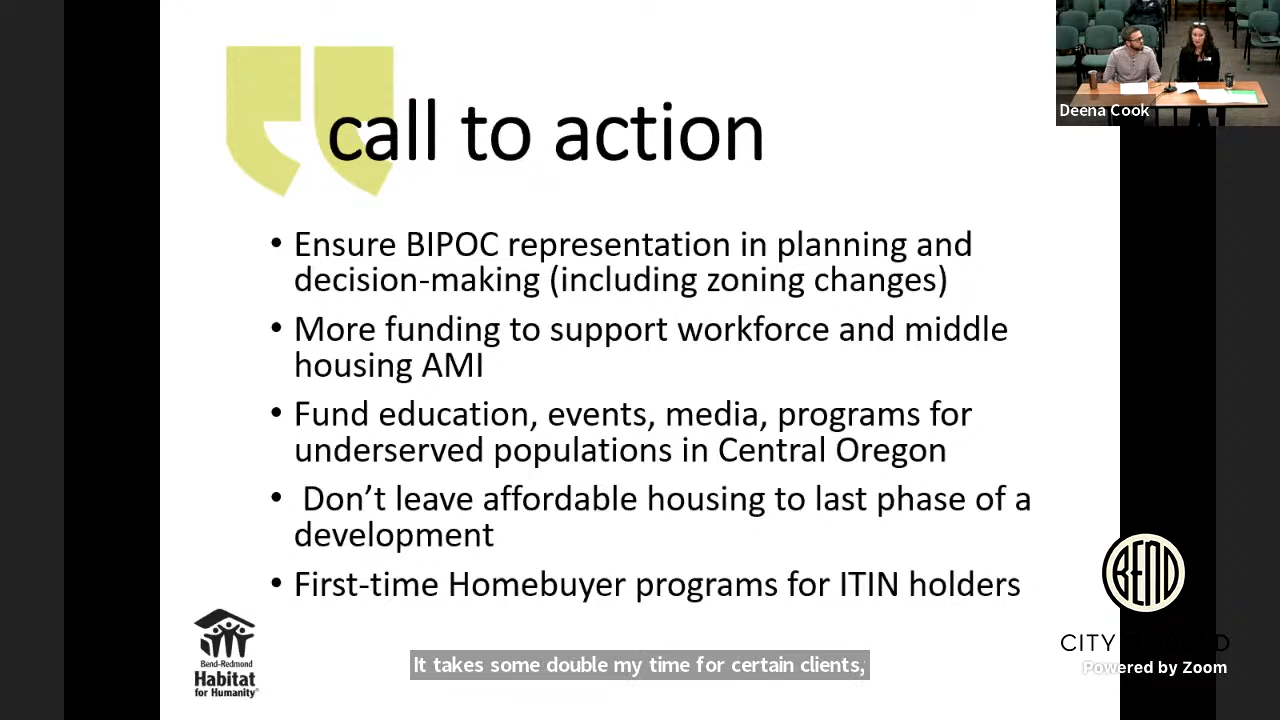 call to action
Deena Cook
• Ensure BIPOC representation in planning and
decision-making (including zoning changes)
• More funding to support workforce and middle
housing AMI
• Fund education, events, media, programs for
underserved populations in Central Oregon
• Don’t leave affordable housing to last phase of a
development
• First-time Homebuyer programs for ITIN holders
BEND
CITY OF BEND
Powered by Zoom
Bend-Redmond
Habitat
for Humanity®
It takes some double my time for certain clients,